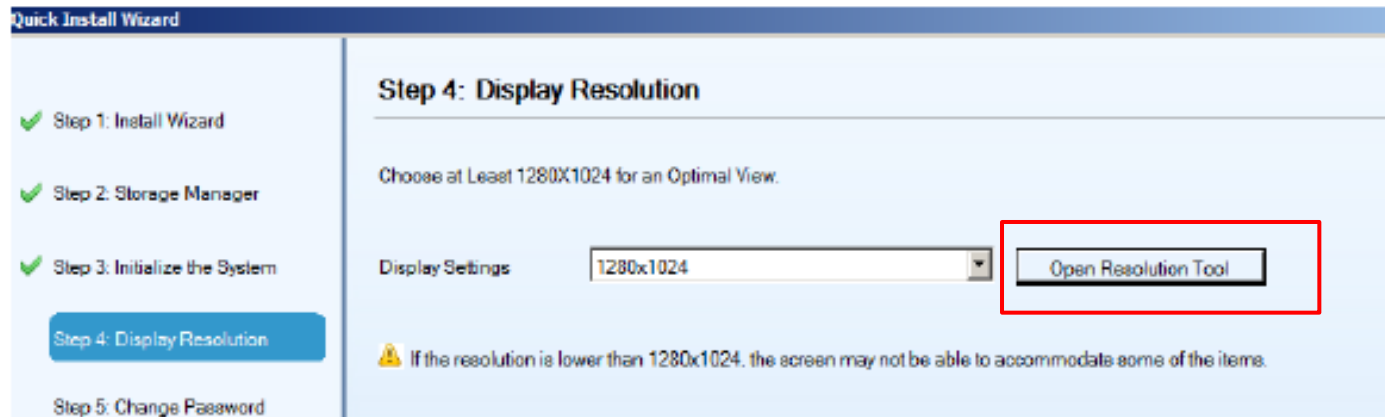 Quick Install Wizard
Step 4: Display Resolution
Step 1: Install Wizard
Choose at Least 1280X1024 for an Optimal View.
Step 2: Storage Manager
Step 3: Initialize the System
Display Settings
1280x1024
Open Resolution Tool
Step 4: Display Resolution
If the resolution is lower than 1280x1024. the screen may not be able to accommodate some of the items.
Step 5: Change Password